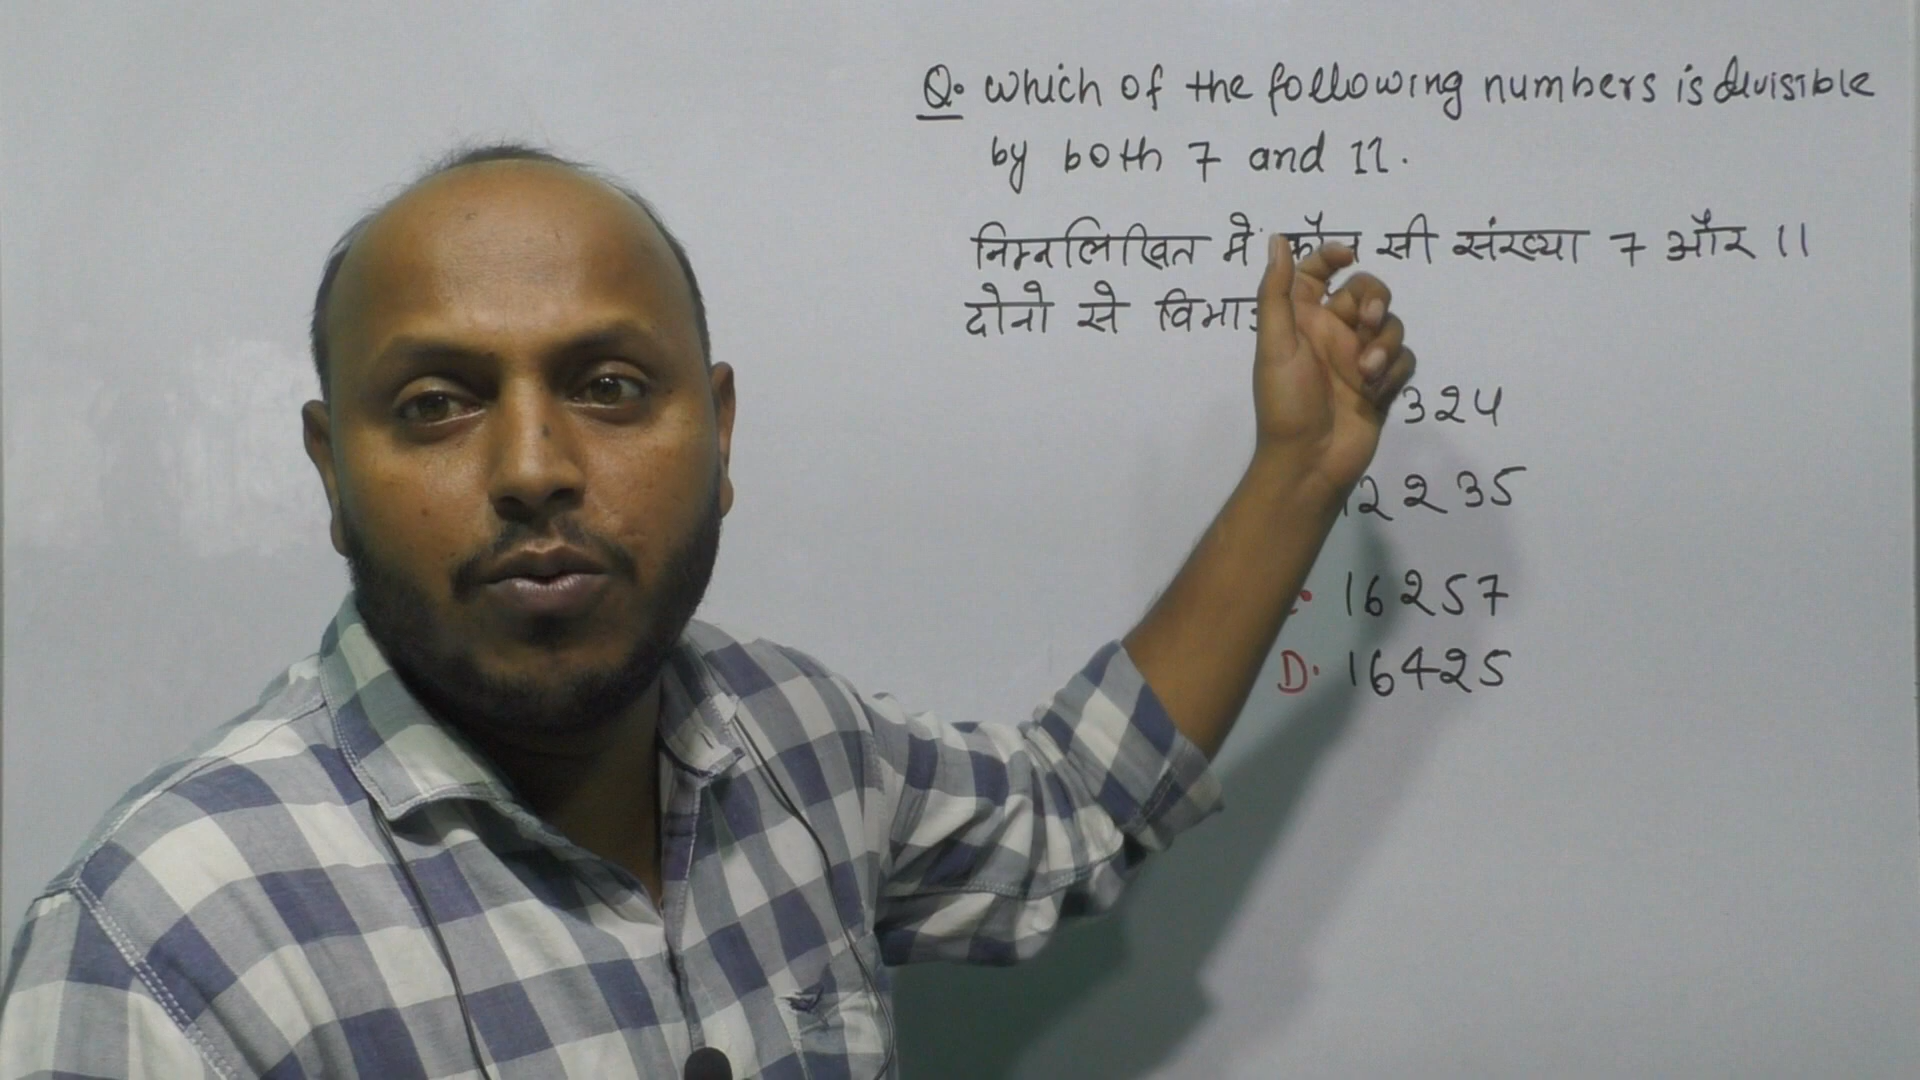 Q. Which of the following numbers is divisible
by both 7 and 11.
निम्नलिखित में कौन सी संख्या 7 और 11
दोनो से
324
12235
16257
D. 16425